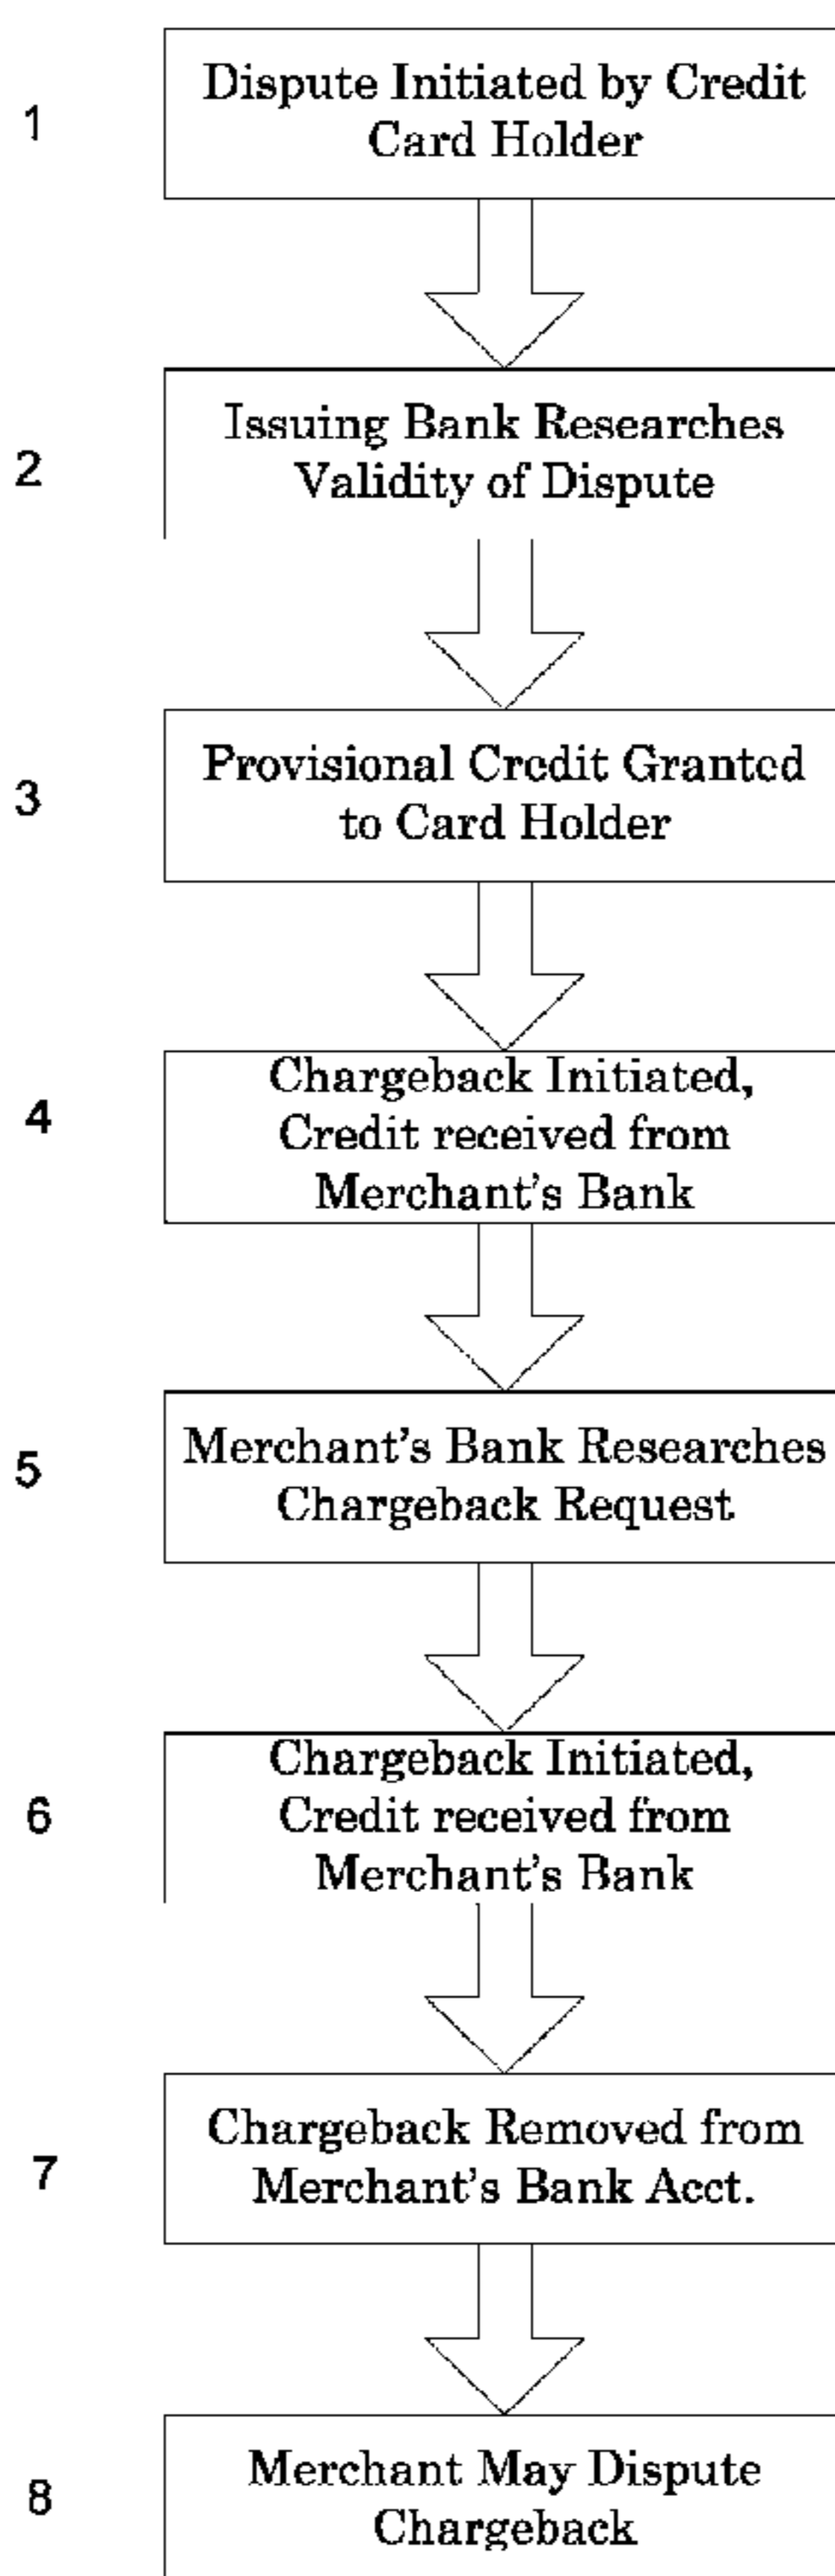 1
Dispute Initiated by Credit
Card Holder
2
Issuing Bank Researches
Validity of Dispute
3
Provisional Credit Granted
to Card Holder
4
Chargeback Initiated,
Credit received from
Merchant's Bank
5
Merchant's Bank Researches
Chargeback Request
6
Chargeback Initiated,
Credit received from
Merchant's Bank
7
Chargeback Removed from
Merchant's Bank Acct.
8
Merchant May Dispute
Chargeback